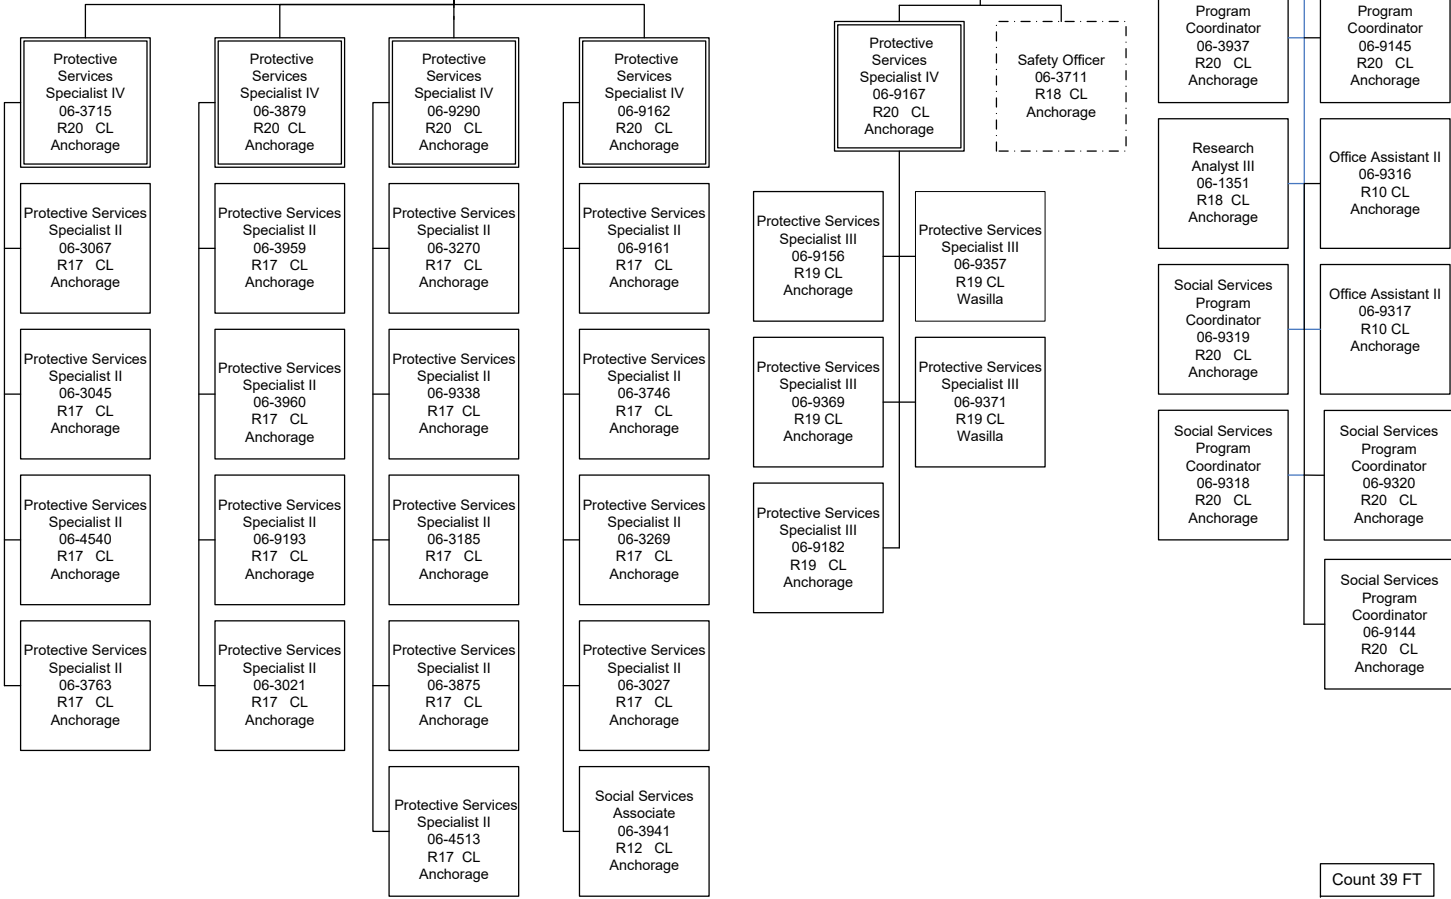 Protective
Services
Specialist IV
06-3715
R20 CL
Anchorage
Protective Services
Specialist II
06-3067
R17 CL
Anchorage
Protective Services
Specialist II
06-3045
R17 CL
Anchorage
Protective Services
Specialist II
06-4540
R17 CL
Anchorage
Protective Services
Specialist II
06-3763
R17 CL
Anchorage
Protective
Services
Specialist IV
06-3879
R20 CL
Anchorage
Protective Services
Specialist II
06-3959
R17 CL
Anchorage
Protective Services
Specialist II
06-3960
R17 CL
Anchorage
Protective Services
Specialist II
06-9193
R17 CL
Anchorage
Protective Services
Specialist II
06-3021
R17 CL
Anchorage
Protective
Services
Specialist IV
06-9290
R20 CL
Anchorage
Protective Services
Specialist II
06-3270
R17 CL
Anchorage
Protective Services
Specialist II
06-9338
R17 CL
Anchorage
Protective Services
Specialist II
06-3185
R17 CL
Anchorage
Protective Services
Specialist II
06-3875
R17 CL
Anchorage
Protective Services
Specialist II
06-4513
R17 CL
Anchorage
Protective
Services
Specialist IV
06-9162
R20 CL
Anchorage
Protective Services
Specialist II
06-9161
R17 CL
Anchorage
Protective Services
Specialist II
06-3746
R17 CL
Anchorage
Protective Services
Specialist II
06-3269
R17 CL
Anchorage
Protective Services
Specialist II
06-3027
R17 CL
Anchorage
Social Services
Associate
06-3941
R12 CL
Anchorage
Protective
Services
Specialist IV
06-9167
R20 CL
Anchorage
Safety Officer
06-3711
R18 CL
Anchorage
Protective Services
Specialist III
06-9156
R19 CL
Anchorage
Protective Services
Specialist III
06-9357
R19 CL
Wasilla
Protective Services
Specialist III
06-9369
R19 CL
Anchorage
Protective Services
Specialist III
06-9371
R19 CL
Wasilla
Protective Services
Specialist III
06-9182
R19 CL
Anchorage
Program
Coordinator
06-3937
R20 CL
Anchorage
Program
Coordinator
06-9145
R20 CL
Anchorage
Research
Analyst III
06-1351
R18 CL
Anchorage
Office Assistant II
06-9316
R10 CL
Anchorage
Social Services
Program
Coordinator
06-9319
R20 CL
Anchorage
Office Assistant II
06-9317
R10 CL
Anchorage
Social Services
Program
Coordinator
06-9318
R20 CL
Anchorage
Social Services
Program
Coordinator
06-9320
R20 CL
Anchorage
Social Services
Program
Coordinator
06-9144
R20 CL
Anchorage
Count 39 FT